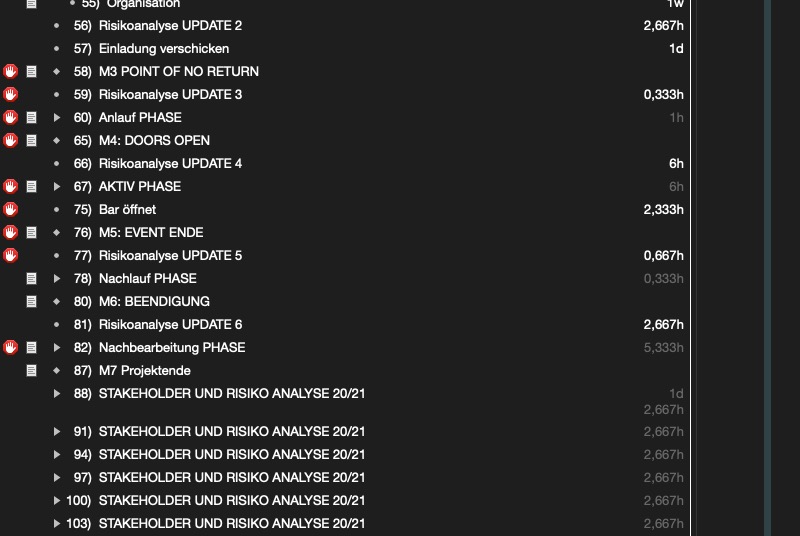 55) Organisation 1w
56) Risikoanalyse UPDATE 2 2,667h
57) Einladung verschicken 1d
58) M3 POINT OF NO RETURN
59) Risikoanalyse UPDATE 3 0,333h
60) Anlauf PHASE 1h
65) M4: DOORS OPEN
66) Risikoanalyse UPDATE 4 6h
67) AKTIV PHASE 6h
75) Bar öffnet 2,333h
76) M5: EVENT ENDE
77) Risikoanalyse UPDATE 5 0,667h
78) Nachlauf PHASE 0,333h
80) M6: BEENDIGUNG
81) Risikoanalyse UPDATE 6 2,667h
82) Nachbearbeitung PHASE 5,333h
87) M7 Projektende
88) STAKEHOLDER UND RISIKO ANALYSE 20/21 1d
2,667h
91) STAKEHOLDER UND RISIKO ANALYSE 20/21 2,667h
94) STAKEHOLDER UND RISIKO ANALYSE 20/21 2,667h
97) STAKEHOLDER UND RISIKO ANALYSE 20/21 2,667h
100) STAKEHOLDER UND RISIKO ANALYSE 20/21 2,667h
103) STAKEHOLDER UND RISIKO ANALYSE 20/21 2,667h